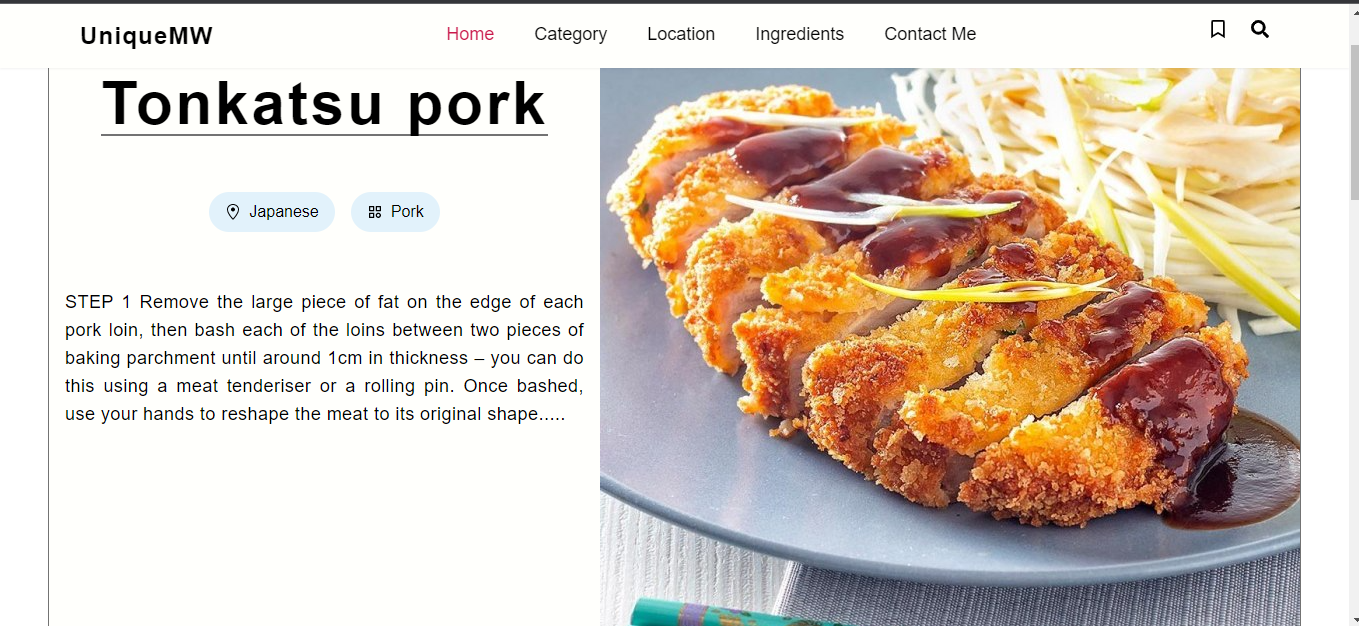 UniqueMW
Home Category Location Ingredients Contact Me
Tonkatsu pork
Japanese Pork
STEP 1 Remove the large piece of fat on the edge of each
pork loin, then bash each of the loins between two pieces of
baking parchment until around 1cm in thickness – you can do
this using a meat tenderiser or a rolling pin. Once bashed,
use your hands to reshape the meat to its original shape.....